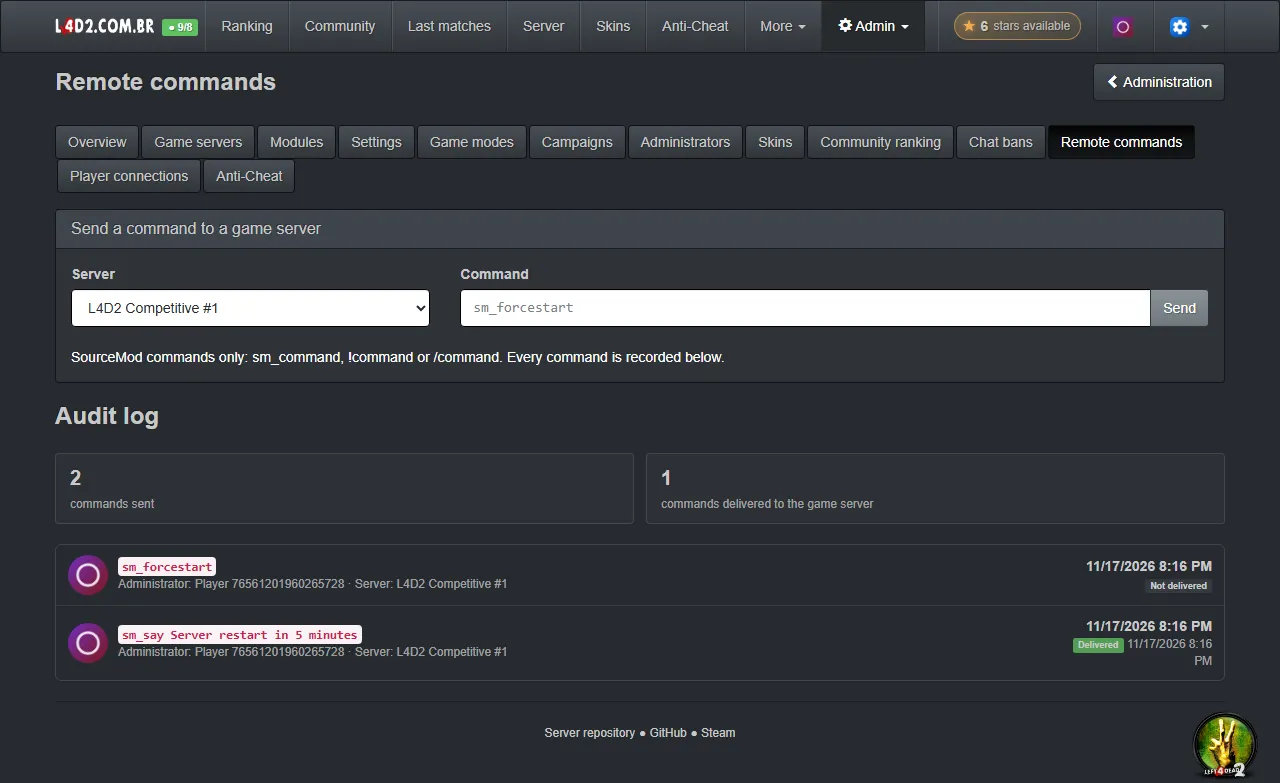 L4D2.COM.BR ● 9/8 Ranking Community Last matches Server Skins Anti-Cheat More Admin ★ 6 stars available
Remote commands
Administration
Overview Game servers Modules Settings Game modes Campaigns Administrators Skins Community ranking Chat bans Remote commands
Player connections Anti-Cheat
Send a command to a game server
Server Command
L4D2 Competitive #1 sm_forcestart Send
SourceMod commands only: sm_command, !command or /command. Every command is recorded below.
Audit log
2
commands sent
1
commands delivered to the game server
sm_forcestart
Administrator: Player 76561201960265728 · Server: L4D2 Competitive #1
11/17/2026 8:16 PM
Not delivered
sm_say Server restart in 5 minutes
Administrator: Player 76561201960265728 · Server: L4D2 Competitive #1
11/17/2026 8:16 PM
Delivered 11/17/2026 8:16
PM
Server repository ● GitHub ● Steam
LEFT 4 DEAD 2